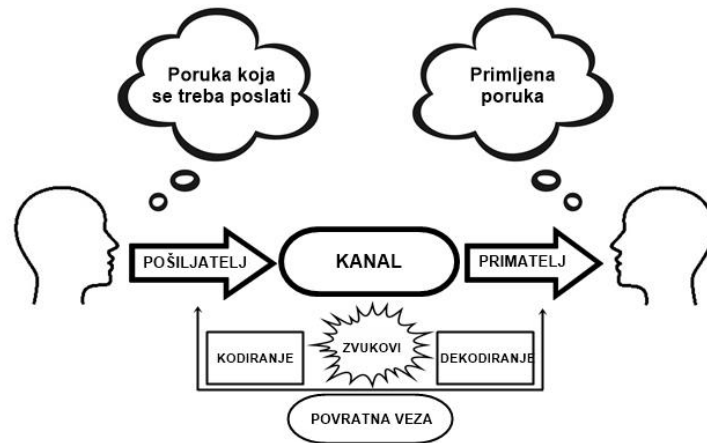 Poruka koja
se treba poslati
Primljena
poruka
POŠILJATELJ
KANAL
PRIMATELJ
KODIRANJE
ZVUKOVI
DEKODIRANJE
POVRATNA VEZA